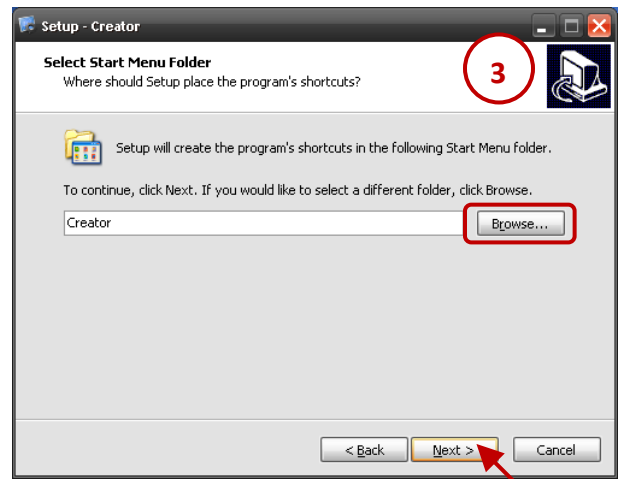 Setup - Creator
Select Start Menu Folder
Where should Setup place the program's shortcuts?
3
Setup will create the program's shortcuts in the following Start Menu folder.
To continue, click Next. If you would like to select a different folder, click Browse.
Creator
Browse...
< Back
Next >
Cancel